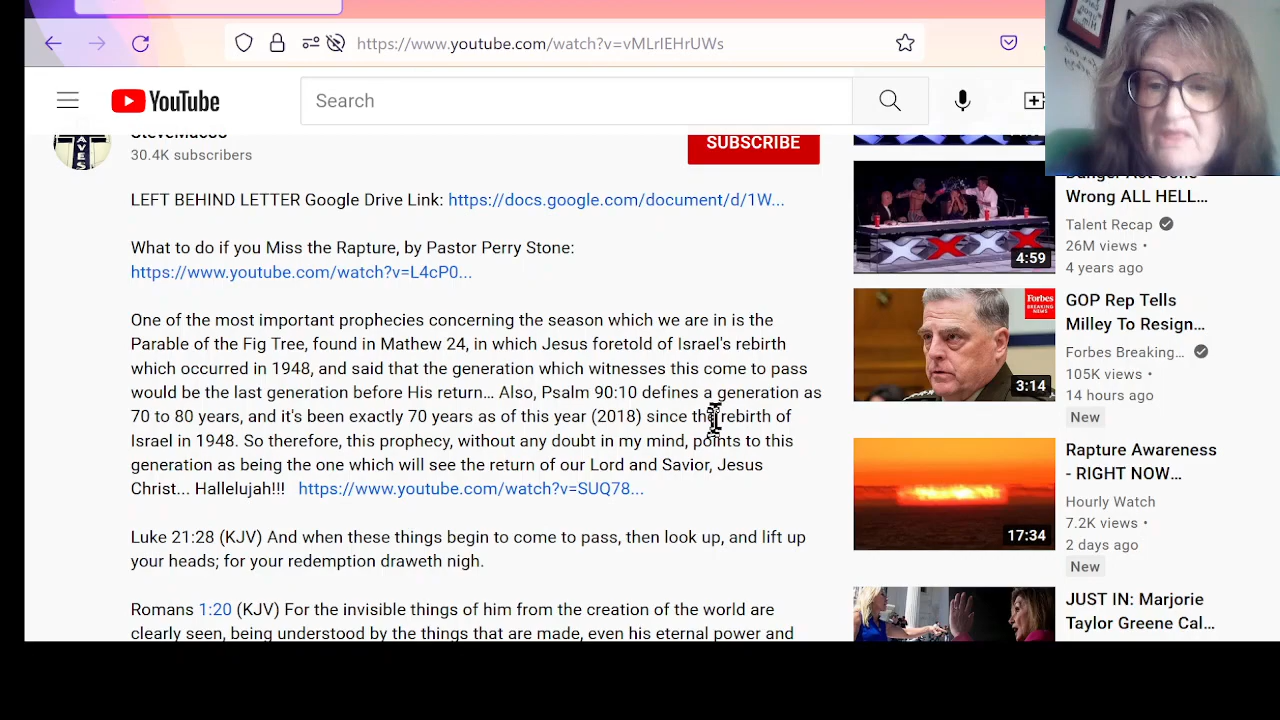 https://www.youtube.com/watch?v=vMLrIEHrUWs
YouTube
Search
SteveMac33
30.4K subscribers
SUBSCRIBE
LEFT BEHIND LETTER Google Drive Link: https://docs.google.com/document/d/1W...
What to do if you Miss the Rapture, by Pastor Perry Stone:
https://www.youtube.com/watch?v=L4cP0...
One of the most important prophecies concerning the season which we are in is the
Parable of the Fig Tree, found in Mathew 24, in which Jesus foretold of Israel's rebirth
which occurred in 1948, and said that the generation which witnesses this come to pass
would be the last generation before His return... Also, Psalm 90:10 defines a generation as
70 to 80 years, and it's been exactly 70 years as of this year (2018) since the rebirth of
Israel in 1948. So therefore, this prophecy, without any doubt in my mind, points to this
generation as being the one which will see the return of our Lord and Savior, Jesus
Christ... Hallelujah!!! https://www.youtube.com/watch?v=SUQ78...
Luke 21:28 (KJV) And when these things begin to come to pass, then look up, and lift up
your heads; for your redemption draweth nigh.
Romans 1:20 (KJV) For the invisible things of him from the creation of the world are
clearly seen, being understood by the things that are made, even his eternal power and
Danger Act Gone
Wrong ALL HELL...
Talent Recap
26M views •
4 years ago
4:59
GOP Rep Tells
Milley To Resign...
Forbes Breaking...
105K views •
14 hours ago
New
Forbes
BREAKING
NEWS
3:14
Rapture Awareness
- RIGHT NOW...
Hourly Watch
7.2K views •
2 days ago
New
17:34
JUST IN: Marjorie
Taylor Greene Cal...